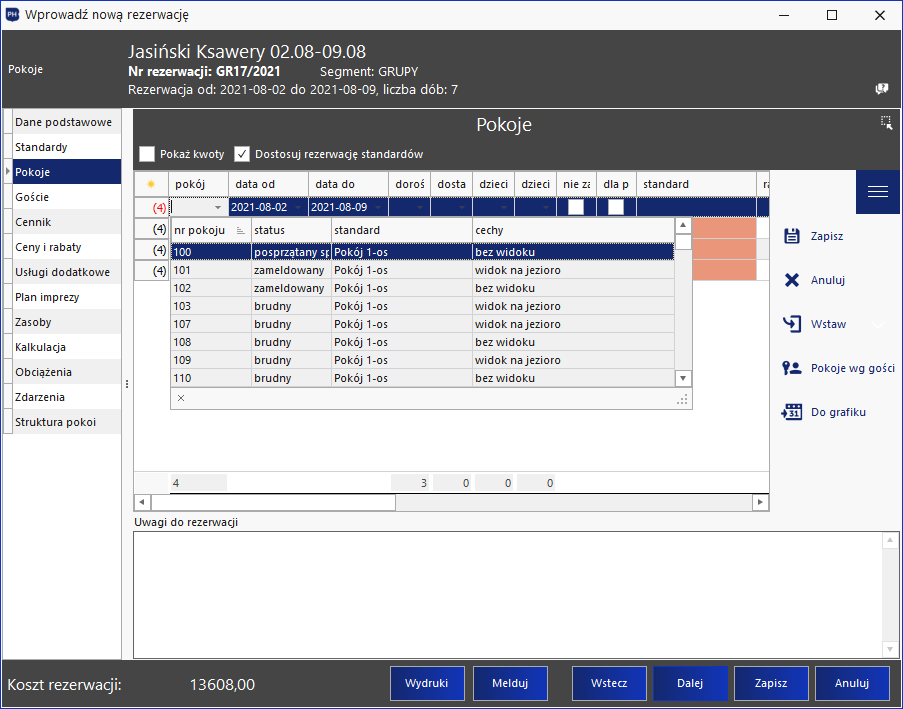 PH
Wprowadź nową rezerwację
Pokoje
Jasiński Ksawery 02.08-09.08
Nr rezerwacji: GR17/2021 Segment: GRUPY
Rezerwacja od: 2021-08-02 do 2021-08-09, liczba dób: 7
Dane podstawowe
Standardy
Pokoje
Goście
Cennik
Ceny i rabaty
Usługi dodatkowe
Plan imprezy
Zasoby
Kalkulacja
Obciążenia
Zdarzenia
Struktura pokoi
Pokoje
Pokaż kwoty Dostosuj rezerwację standardów
pokój data od data do doroś dosta dzieci dzieci nie za dla p standard ra
(4) 2021-08-02 2021-08-09
(4) nr pokoju status standard cechy
(4) 100 posprzątany sp Pokój 1-os bez widoku
(4) 101 zameldowany Pokój 1-os widok na jezioro
102 zameldowany Pokój 1-os bez widoku
103 brudny Pokój 1-os widok na jezioro
107 brudny Pokój 1-os widok na jezioro
108 brudny Pokój 1-os bez widoku
109 brudny Pokój 1-os widok na jezioro
110 brudny Pokój 1-os bez widoku
4 3 0 0 0
Zapisz
Anuluj
Wstaw
Pokoje wg gości
31 Do grafiku
Uwagi do rezerwacji
Koszt rezerwacji: 13608,00
Wydruki Melduj Wstecz Dalej Zapisz Anuluj